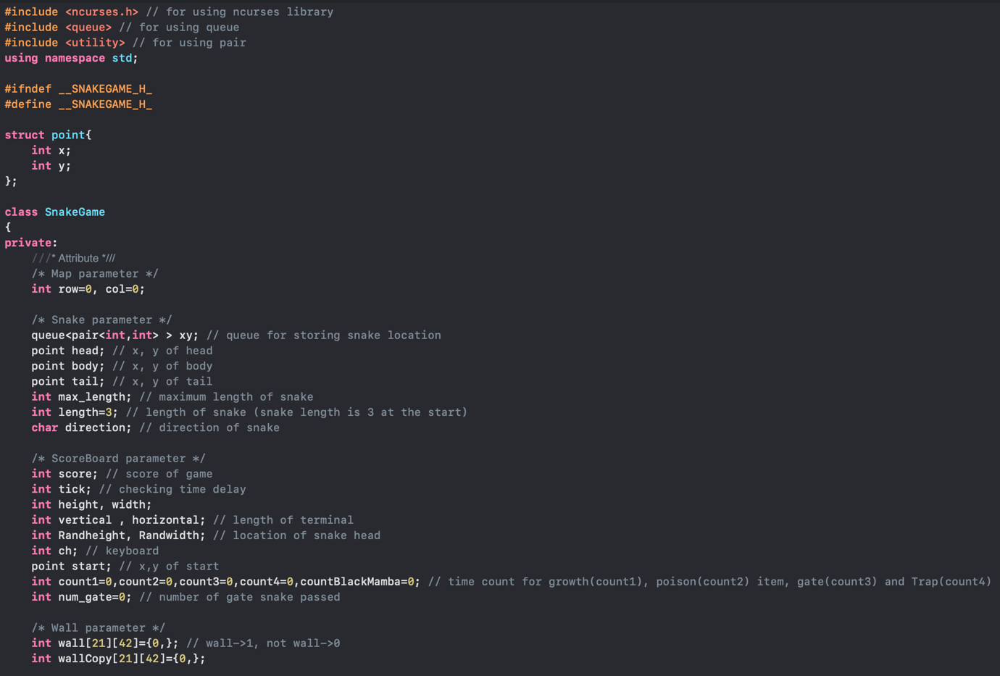 #include <ncurses.h> // for using ncurses library
#include <queue> // for using queue
#include <utility> // for using pair
using namespace std;

#ifndef __SNAKEGAME_H_
#define __SNAKEGAME_H_

struct point{
    int x;
    int y;
};

class SnakeGame
{
private:
    ///* Attribute *///
    /* Map parameter */
    int row=0, col=0;

    /* Snake parameter */
    queue<pair<int,int> > xy; // queue for storing snake location
    point head; // x, y of head
    point body; // x, y of body
    point tail; // x, y of tail
    int max_length; // maximum length of snake
    int length=3; // length of snake (snake length is 3 at the start)
    char direction; // direction of snake

    /* ScoreBoard parameter */
    int score; // score of game
    int tick; // checking time delay
    int height, width;
    int vertical , horizontal; // length of terminal
    int Randheight, Randwidth; // location of snake head
    int ch; // keyboard
    point start; // x,y of start
    int count1=0,count2=0,count3=0,count4=0,countBlackMamba=0; // time count for growth(count1), poison(count2) item, gate(count3) and Trap(count4)
    int num_gate=0; // number of gate snake passed

    /* Wall parameter */
    int wall[21][42]={0,}; // wall->1, not wall->0
    int wallCopy[21][42]={0,};